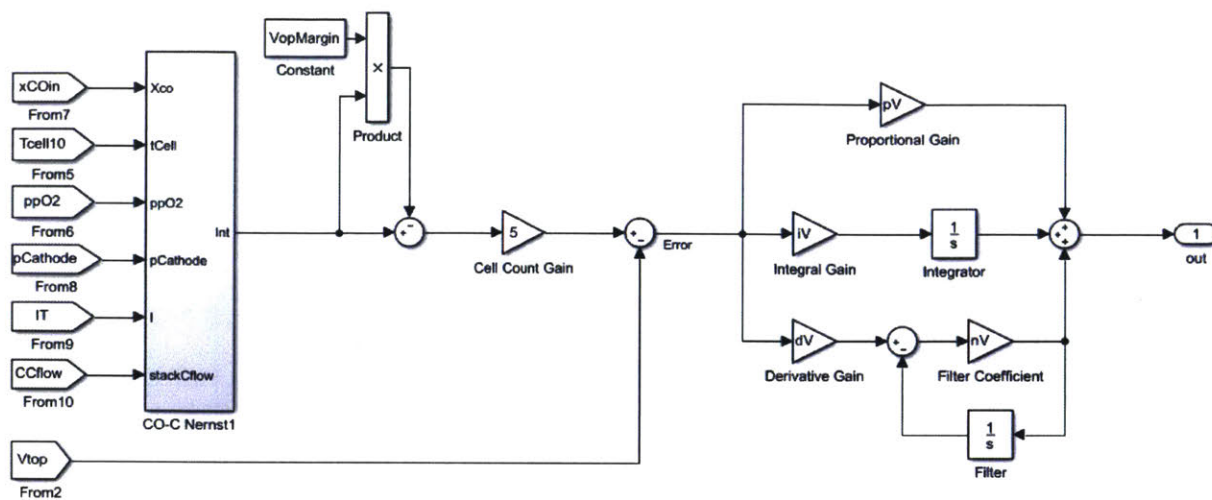 xCOin
From7
Tcell10
From5
ppO2
From6
pCathode
From8
IT
From9
CCflow
From10
Vtop
From2
Xco
tCell
ppO2
pCathode
I
stackCflow
Int
CO-C Nernst1
VopMargin
Constant
×
Product
+
−
5
Cell Count Gain
+
−
Error
pV
Proportional Gain
iV
Integral Gain
1
s
Integrator
dV
Derivative Gain
+
−
nV
Filter Coefficient
1
s
Filter
+
+
+
1
out